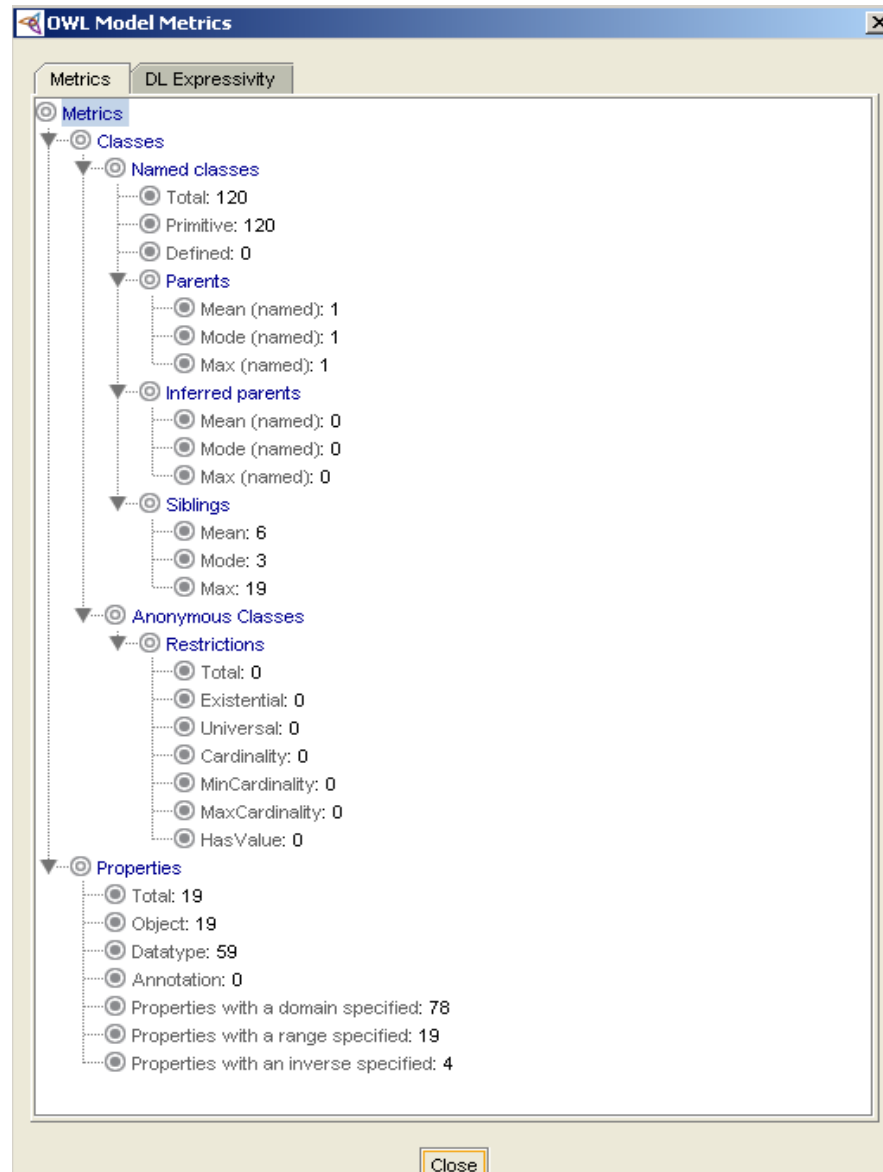 OWL Model Metrics
Metrics DL Expressivity
Metrics
Classes
Named classes
Total: 120
Primitive: 120
Defined: 0
Parents
Mean (named): 1
Mode (named): 1
Max (named): 1
Inferred parents
Mean (named): 0
Mode (named): 0
Max (named): 0
Siblings
Mean: 6
Mode: 3
Max: 19
Anonymous Classes
Restrictions
Total: 0
Existential: 0
Universal: 0
Cardinality: 0
MinCardinality: 0
MaxCardinality: 0
HasValue: 0
Properties
Total: 19
Object: 19
Datatype: 59
Annotation: 0
Properties with a domain specified: 78
Properties with a range specified: 19
Properties with an inverse specified: 4
Close